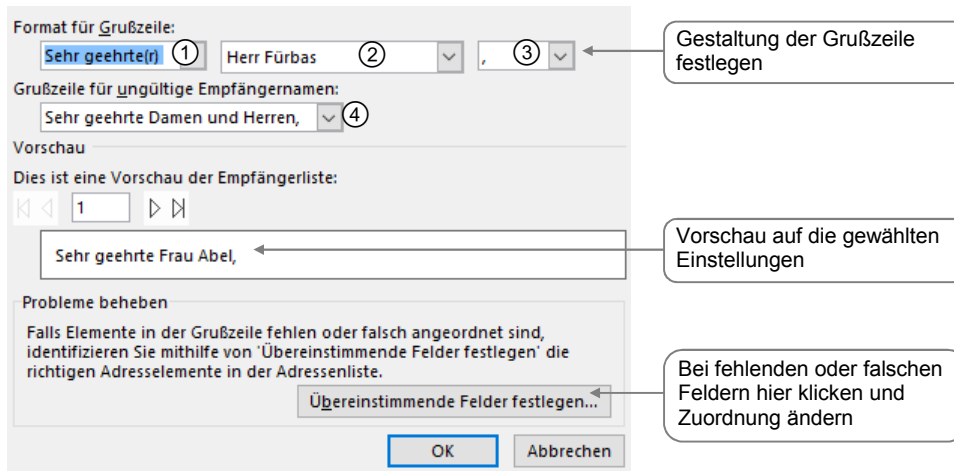 Format für Grußzeile:
Sehr geehrte(r) ① Herr Fürbas ② , ③
Gestaltung der Grußzeile
festlegen
Grußzeile für ungültige Empfängernamen:
Sehr geehrte Damen und Herren, ④
Vorschau
Dies ist eine Vorschau der Empfängerliste:
1
Sehr geehrte Frau Abel,
Vorschau auf die gewählten
Einstellungen
Probleme beheben
Falls Elemente in der Grußzeile fehlen oder falsch angeordnet sind,
identifizieren Sie mithilfe von 'Übereinstimmende Felder festlegen' die
richtigen Adresselemente in der Adressenliste.
Übereinstimmende Felder festlegen...
Bei fehlenden oder falschen
Feldern hier klicken und
Zuordnung ändern
OK Abbrechen